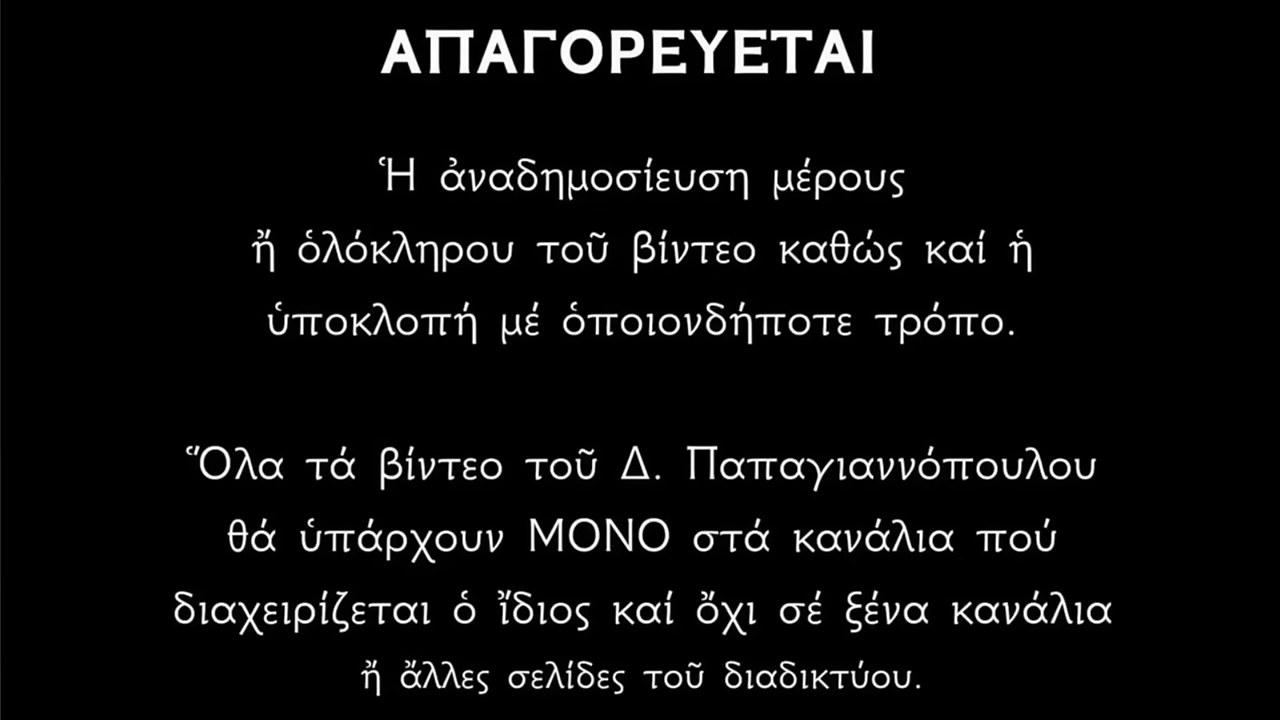 ΑΠΑΓΟΡΕΥΕΤΑΙ
Ἡ ἀναδημοσίευση μέρους
ἤ ὁλόκληρου τοῦ βίντεο καθώς καί ἡ
ὑποκλοπή μέ ὁποιονδήποτε τρόπο.
Ὅλα τά βίντεο τοῦ Δ. Παπαγιαννόπουλου
θά ὑπάρχουν ΜΟΝΟ στά κανάλια πού
διαχειρίζεται ὁ ἴδιος καί ὄχι σέ ξένα κανάλια
ἤ ἄλλες σελίδες τοῦ διαδικτύου.